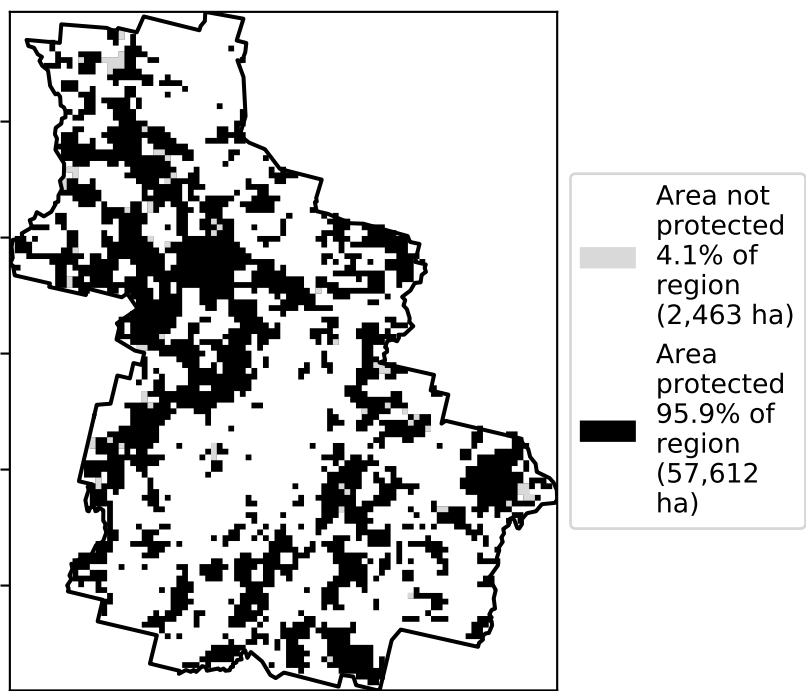 Area not
protected
4.1% of
region
(2,463 ha)
Area
protected
95.9% of
region
(57,612
ha)